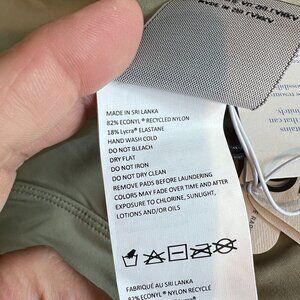 MADE IN SRI LANKA
82% ECONYL ® RECYCLED NYLON
18% Lycra® ELASTANE
HAND WASH COLD
DO NOT BLEACH
DRY FLAT
DO NOT IRON
DO NOT DRY CLEAN
REMOVE PADS BEFORE LAUNDERING
COLORS MAY FADE OVER TIME AND AFTER
EXPOSURE TO CHLORINE, SUNLIGHT,
LOTIONS AND/OR OILS
FABRIQUÉ AU SRI LANKA
82% ECONYL ® NYLON RECYCLÉ